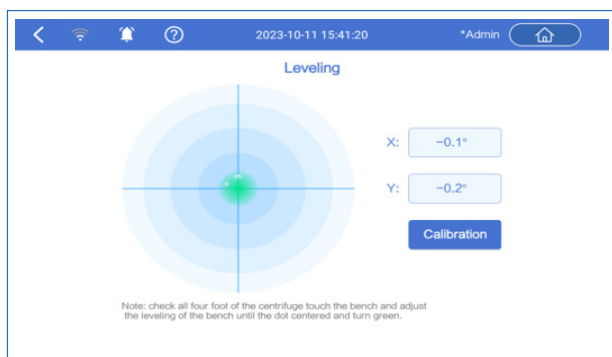 2023-10-11 15:41:20 *Admin
Leveling
X: -0.1°
Y: -0.2°
Calibration
Note: check all four foot of the centrifuge touch the bench and adjust
the leveling of the bench until the dot centered and turn green.